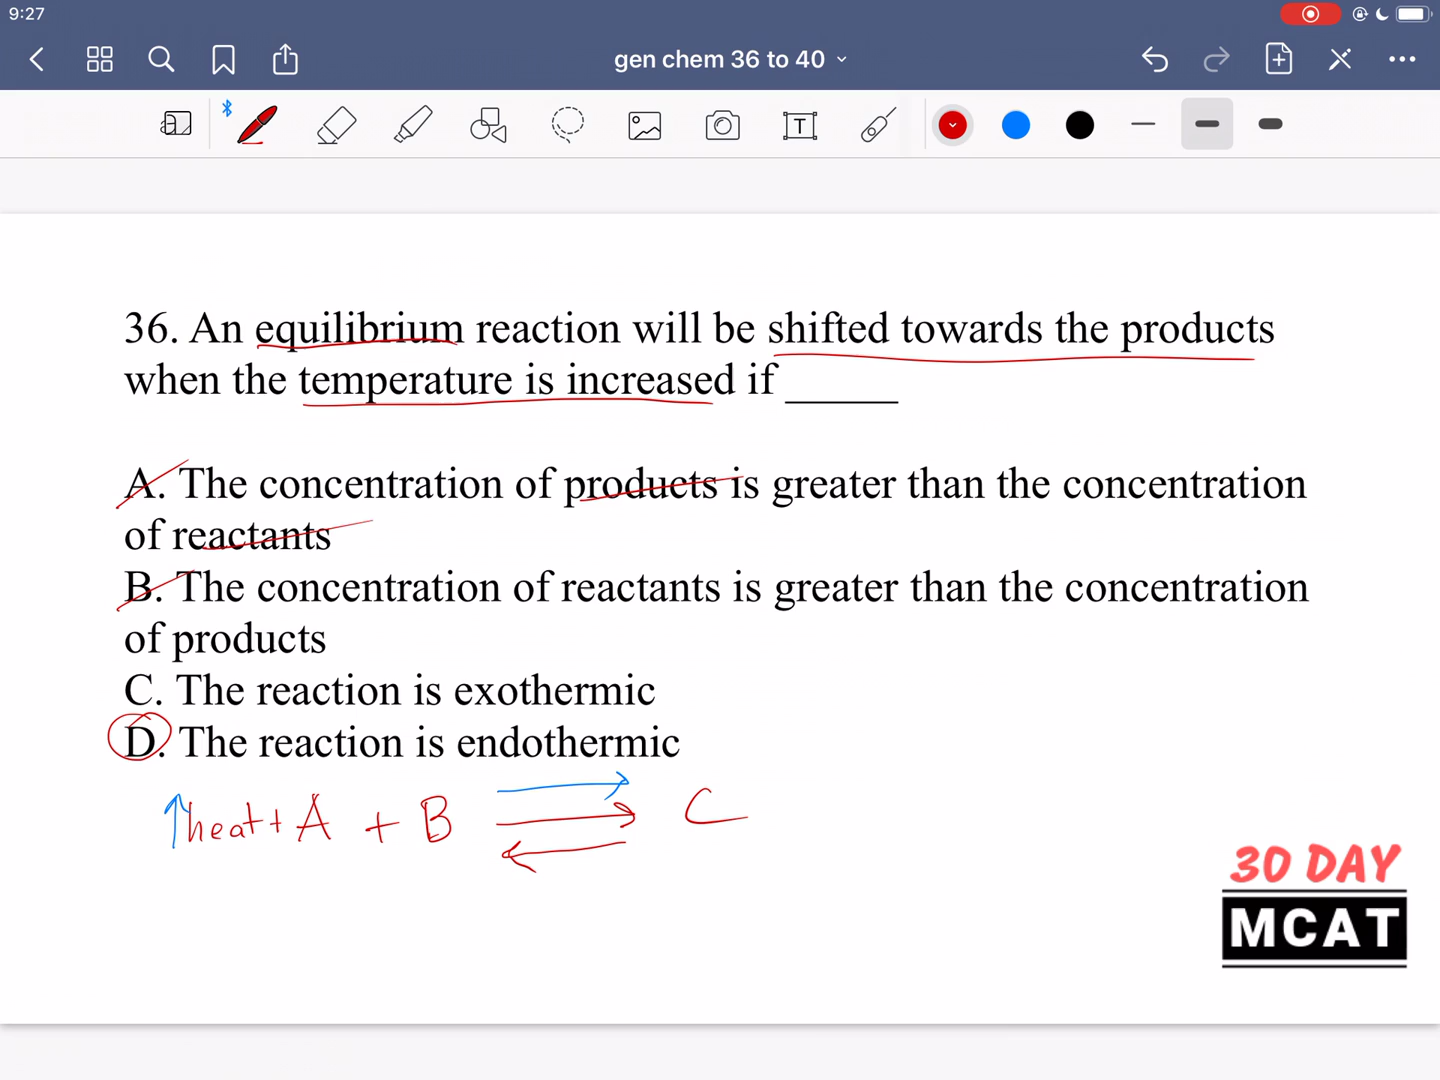 9:27
gen chem 36 to 40
a
T
36. An equilibrium reaction will be shifted towards the products
when the temperature is increased if _____
A. The concentration of products is greater than the concentration
of reactants
B. The concentration of reactants is greater than the concentration
of products
C. The reaction is exothermic
D. The reaction is endothermic
↑heat + A + B ⇌ C
30 DAY
MCAT